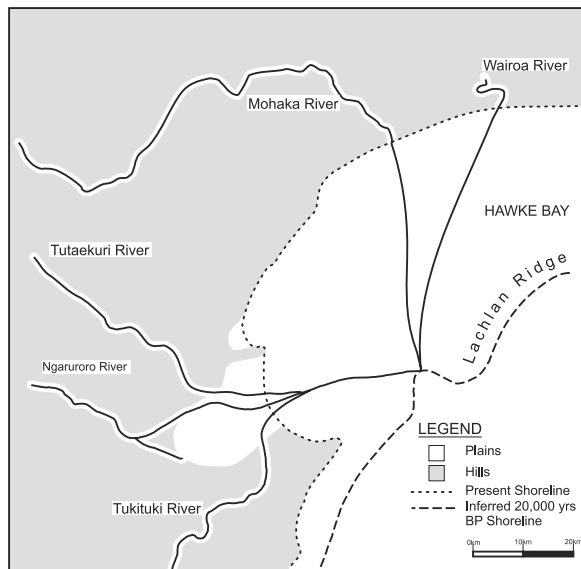 Wairoa River
Mohaka River
HAWKE BAY
Lachlan Ridge
Tutaekuri River
Ngaruroro River
Tukituki River
LEGEND
Plains
Hills
Present Shoreline
Inferred 20,000 yrs
BP Shoreline
0km 10km 20km